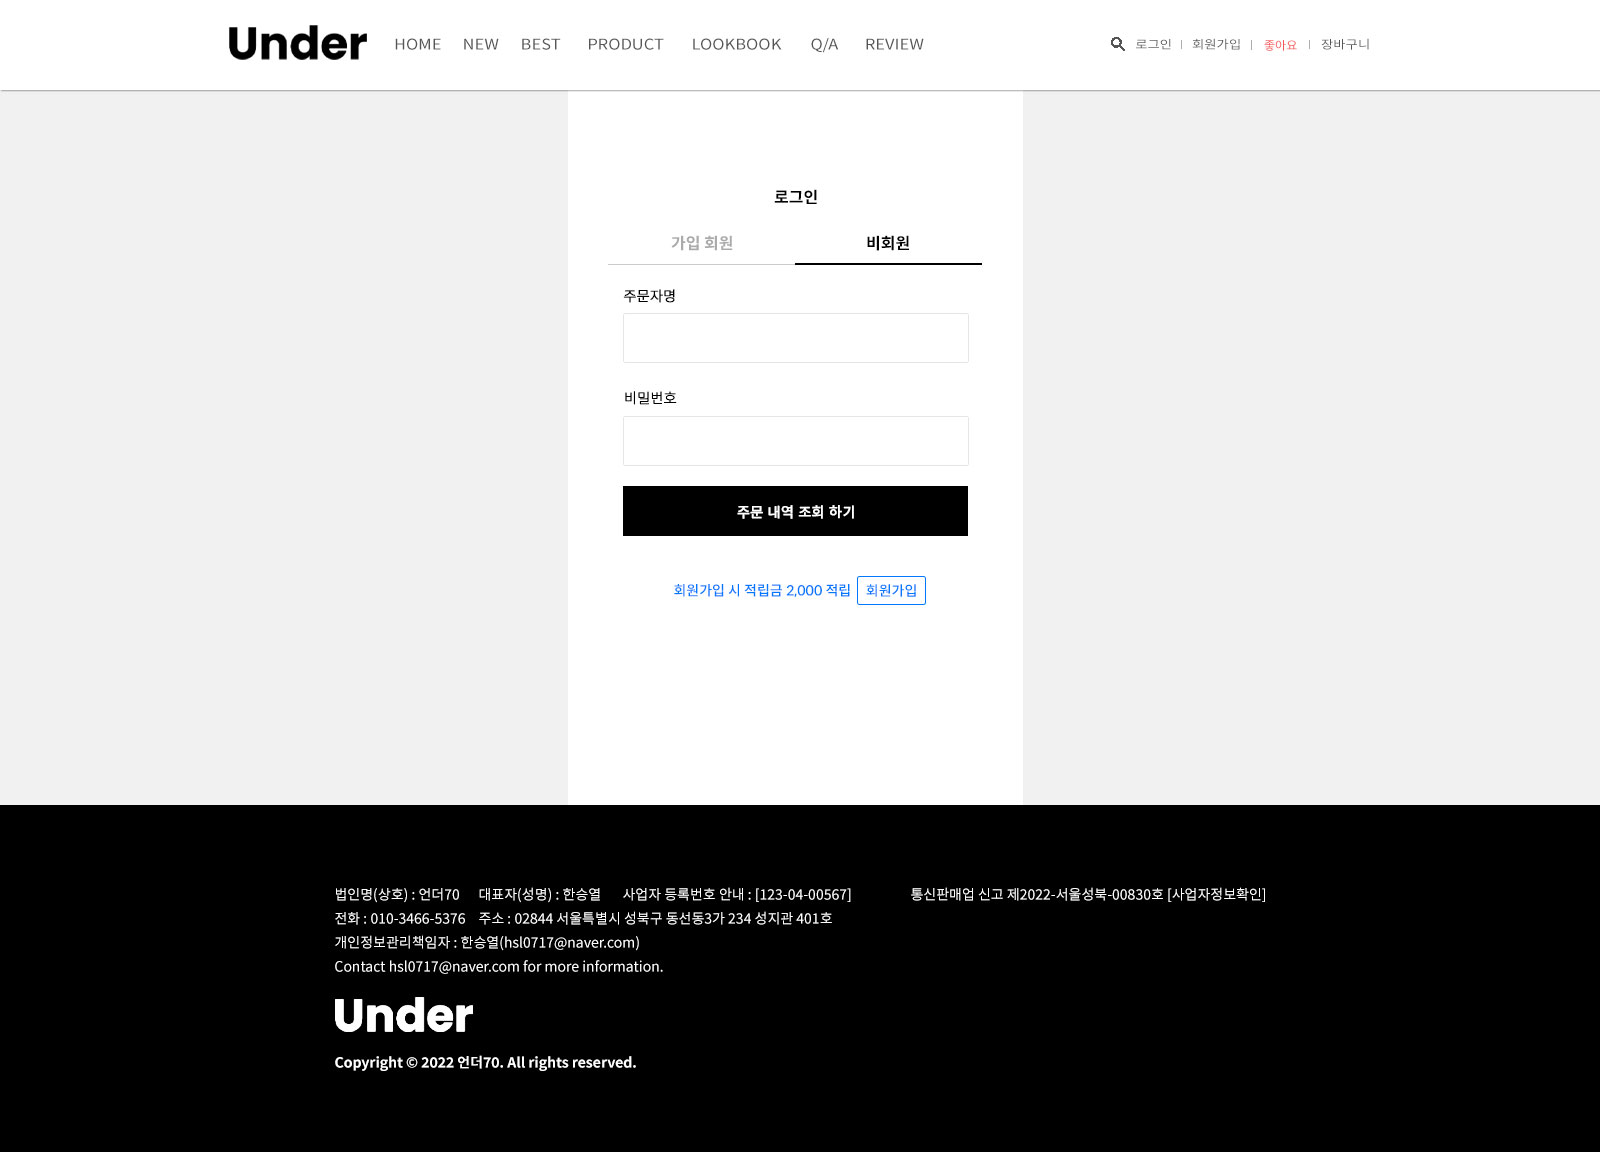 Under HOME NEW BEST PRODUCT LOOKBOOK Q/A REVIEW 로그인 회원가입 좋아요 장바구니
로그인
가입 회원 비회원
주문자명
비밀번호
주문 내역 조회 하기
회원가입 시 적립금 2,000 적립 회원가입
법인명(상호) : 언더70 대표자(성명) : 한승열 사업자 등록번호 안내 : [123-04-00567] 통신판매업 신고 제2022-서울성북-00830호 [사업자정보확인]
전화 : 010-3466-5376 주소 : 02844 서울특별시 성북구 동선동3가 234 성지관 401호
개인정보관리책임자 : 한승열(hsl0717@naver.com)
Contact hsl0717@naver.com for more information.
Under
Copyright © 2022 언더70. All rights reserved.